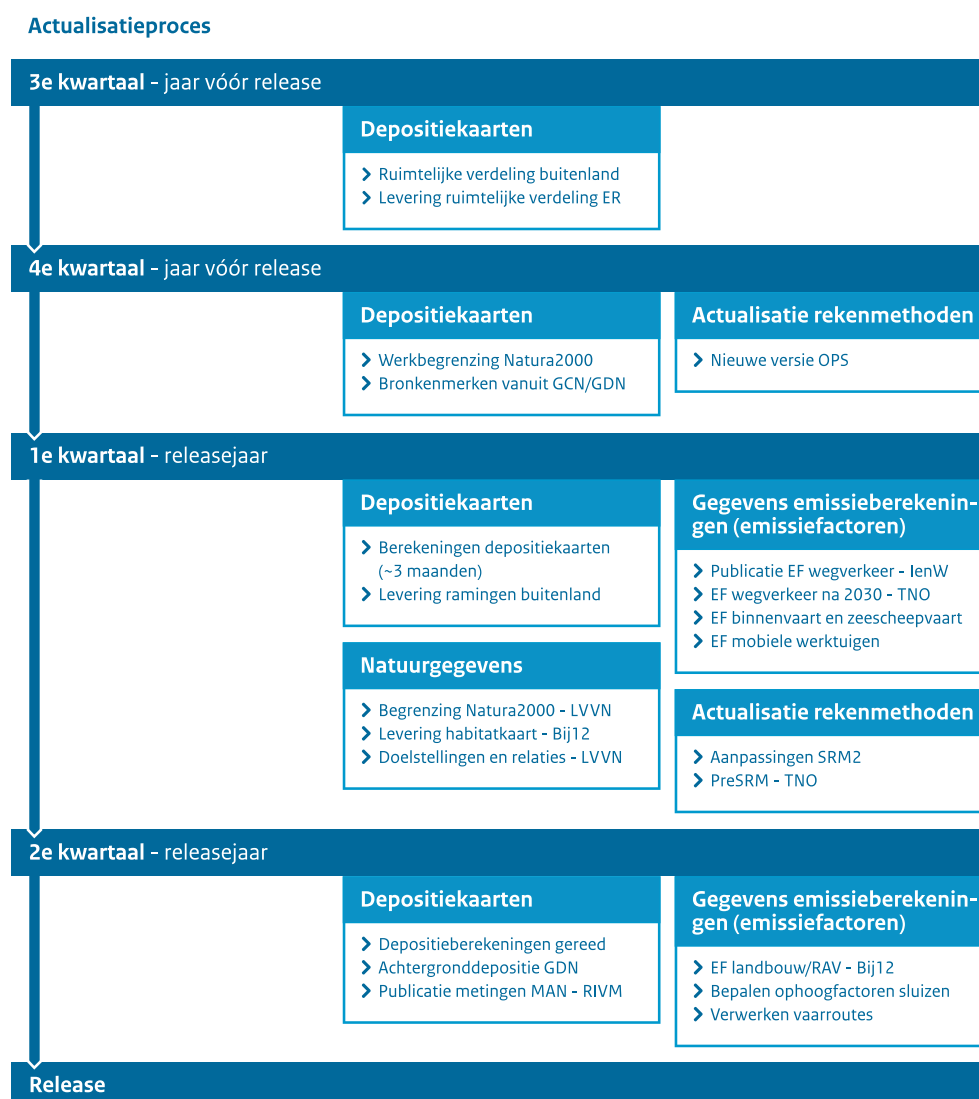 Actualisatieproces
3e kwartaal - jaar vóór release
Depositiekaarten
Ruimtelijke verdeling buitenland
Levering ruimtelijke verdeling ER
4e kwartaal - jaar vóór release
Depositiekaarten
Werkbegrenzing Natura2000
Bronkenmerken vanuit GCN/GDN
Actualisatie rekenmethoden
Nieuwe versie OPS
1e kwartaal - releasejaar
Depositiekaarten
Berekeningen depositiekaarten
(~3 maanden)
Levering ramingen buitenland
Gegevens emissieberekenin-
gen (emissiefactoren)
Publicatie EF wegverkeer - IenW
EF wegverkeer na 2030 - TNO
EF binnenvaart en zeescheepvaart
EF mobiele werktuigen
Natuurgegevens
Begrenzing Natura2000 - LVVN
Levering habitatkaart - Bij12
Doelstellingen en relaties - LVVN
Actualisatie rekenmethoden
Aanpassingen SRM2
PreSRM - TNO
2e kwartaal - releasejaar
Depositiekaarten
Depositieberekeningen gereed
Achtergronddepositie GDN
Publicatie metingen MAN - RIVM
Gegevens emissieberekenin-
gen (emissiefactoren)
EF landbouw/RAV - Bij12
Bepalen ophoogfactoren sluizen
Verwerken vaarroutes
Release